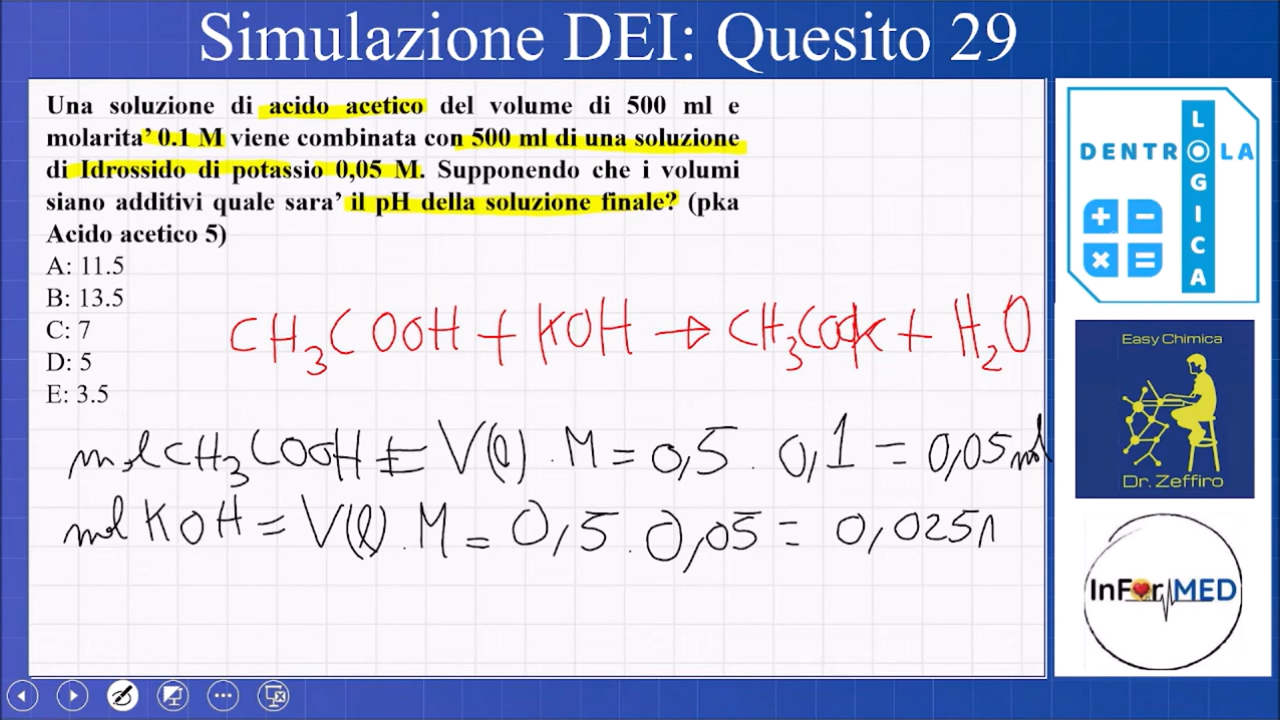 Simulazione DEI: Quesito 29
Una soluzione di acido acetico del volume di 500 ml e
molarita’ 0.1 M viene combinata con 500 ml di una soluzione
di Idrossido di potassio 0,05 M. Supponendo che i volumi
siano additivi quale sara’ il pH della soluzione finale? (pka
Acido acetico 5)
A: 11.5
B: 13.5
C: 7
D: 5
E: 3.5
CH3COOH + KOH → CH3COOK + H2O
mol CH3COOH = V(l) . M = 0,5 . 0,1 = 0,05 mol
mol KOH = V(l) . M = 0,5 . 0,05 = 0,025
DENTROLA
LOGICA
Easy Chimica
Dr. Zeffiro
InForMED